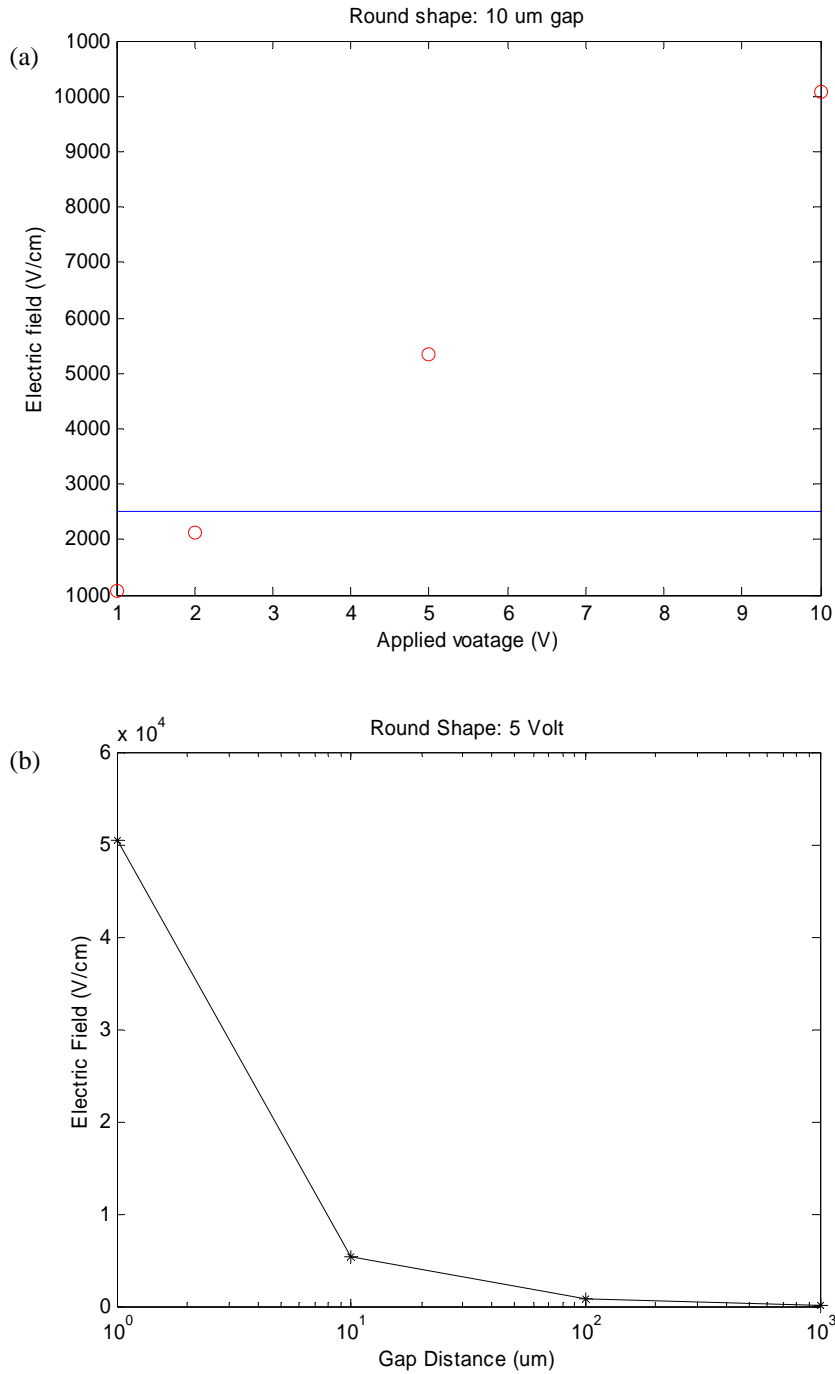 Round shape: 10 um gap
(a)
1000
10000
9000
8000
7000
6000
5000
4000
3000
2000
1000
Electric field (V/cm)
1 2 3 4 5 6 7 8 9 10
Applied voatage (V)
x 10^4
Round Shape: 5 Volt
(b)
6
5
4
3
2
1
0
Electric Field (V/cm)
10^0 10^1 10^2 10^3
Gap Distance (um)